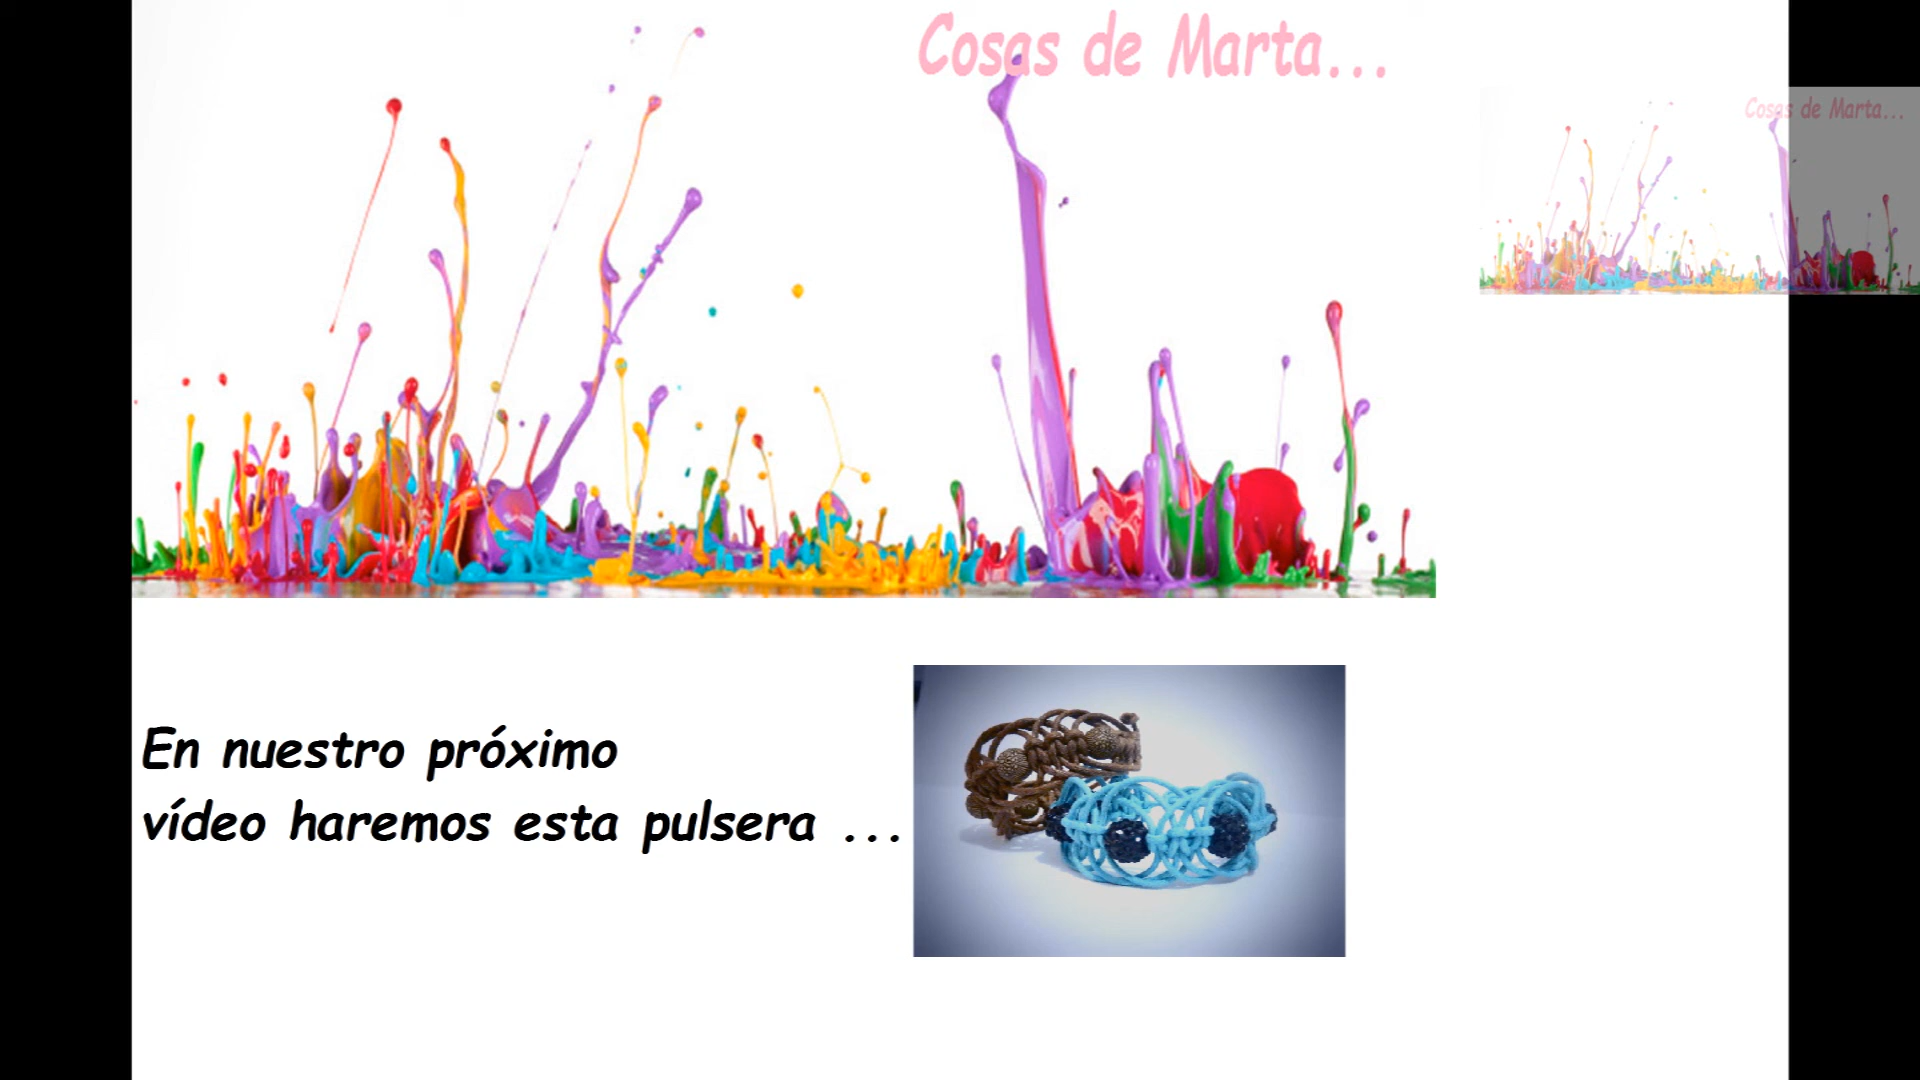 Cosas de Marta...
Cosas de Marta...
En nuestro próximo
vídeo haremos esta pulsera ...